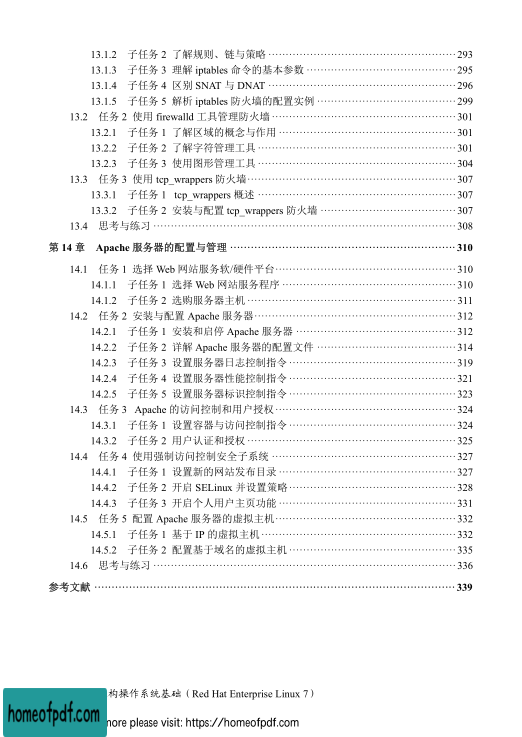 13.1.2 子任务 2 了解规则、链与策略 ······ 293
13.1.3 子任务 3 理解 iptables 命令的基本参数 ······ 295
13.1.4 子任务 4 区别 SNAT 与 DNAT ······ 296
13.1.5 子任务 5 解析 iptables 防火墙的配置实例 ······ 299
13.2 任务 2 使用 firewalld 工具管理防火墙 ······ 301
13.2.1 子任务 1 了解区域的概念与作用 ······ 301
13.2.2 子任务 2 了解字符管理工具 ······ 301
13.2.3 子任务 3 使用图形管理工具 ······ 304
13.3 任务 3 使用 tcp_wrappers 防火墙 ······ 307
13.3.1 子任务 1 tcp_wrappers 概述 ······ 307
13.3.2 子任务 2 安装与配置 tcp_wrappers 防火墙 ······ 307
13.4 思考与练习 ······ 308
第 14 章 Apache 服务器的配置与管理 ······ 310
14.1 任务 1 选择 Web 网站服务软/硬件平台 ······ 310
14.1.1 子任务 1 选择 Web 网站服务程序 ······ 310
14.1.2 子任务 2 选购服务器主机 ······ 311
14.2 任务 2 安装与配置 Apache 服务器 ······ 312
14.2.1 子任务 1 安装和启停 Apache 服务器 ······ 312
14.2.2 子任务 2 详解 Apache 服务器的配置文件 ······ 314
14.2.3 子任务 3 设置服务器日志控制指令 ······ 319
14.2.4 子任务 4 设置服务器性能控制指令 ······ 321
14.2.5 子任务 5 设置服务器标识控制指令 ······ 323
14.3 任务 3 Apache 的访问控制和用户授权 ······ 324
14.3.1 子任务 1 设置容器与访问控制指令 ······ 324
14.3.2 子任务 2 用户认证和授权 ······ 325
14.4 任务 4 使用强制访问控制安全子系统 ······ 327
14.4.1 子任务 1 设置新的网站发布目录 ······ 327
14.4.2 子任务 2 开启 SELinux 并设置策略 ······ 328
14.4.3 子任务 3 开启个人用户主页功能 ······ 331
14.5 任务 5 配置 Apache 服务器的虚拟主机 ······ 332
14.5.1 子任务 1 基于 IP 的虚拟主机 ······ 332
14.5.2 子任务 2 配置基于域名的虚拟主机 ······ 335
14.6 思考与练习 ······ 336
参考文献 ······ 339
构操作系统基础（Red Hat Enterprise Linux 7）
homeofpdf.com
more please visit: https://homeofpdf.com